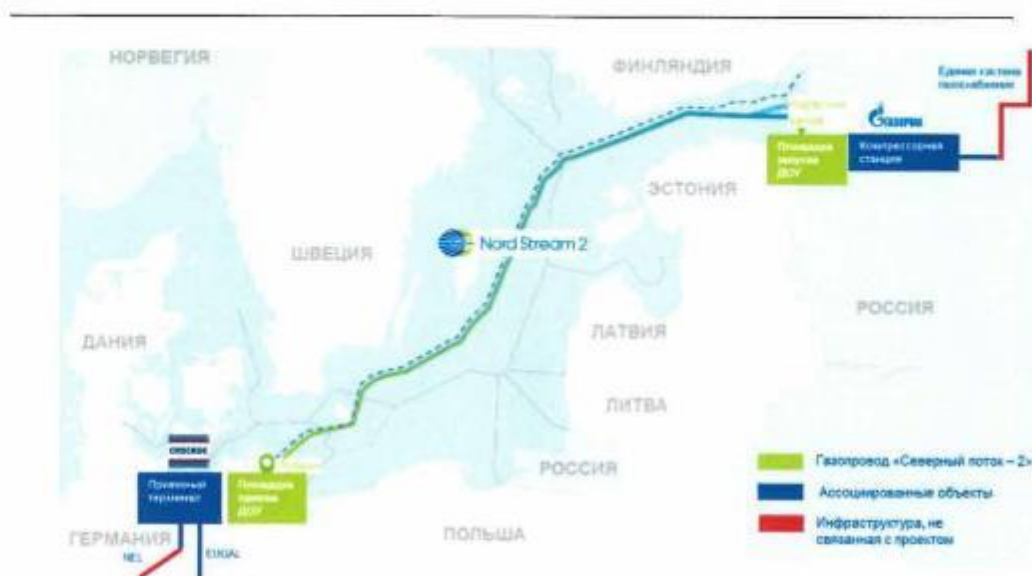 НОРВЕГИЯ
ФИНЛЯНДИЯ
Единая система
газоснабжения
ГАЗПРОМ
Площадка
запуска
ДОУ
Компрессорная
станция
ЭСТОНИЯ
Nord Stream 2
ШВЕЦИЯ
РОССИЯ
ЛАТВИЯ
ДАНИЯ
ЛИТВА
РОССИЯ
Приемный
терминал
Площадка
приема
ДОУ
ГЕРМАНИЯ
NEL
EUGAL
ПОЛЬША
Газопровод «Северный поток – 2»
Ассоциированные объекты
Инфраструктура, не
связанная с проектом